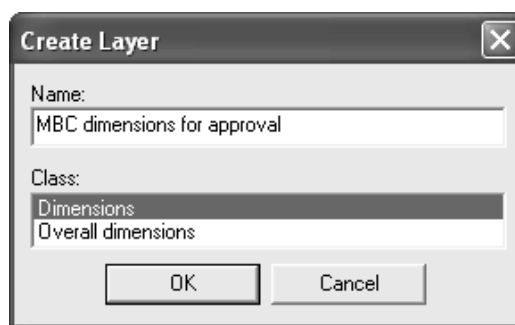 Create Layer
Name:
MBC dimensions for approval
Class:
Dimensions
Overall dimensions
OK Cancel